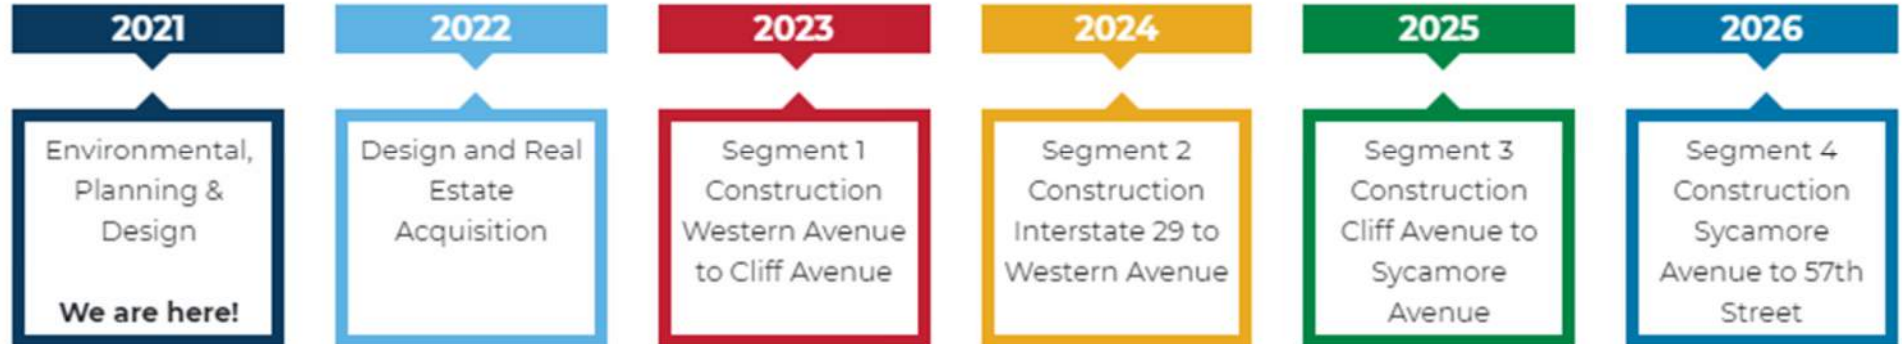 2021
Environmental,
Planning &
Design
We are here!
2022
Design and Real
Estate
Acquisition
2023
Segment 1
Construction
Western Avenue
to Cliff Avenue
2024
Segment 2
Construction
Interstate 29 to
Western Avenue
2025
Segment 3
Construction
Cliff Avenue to
Sycamore
Avenue
2026
Segment 4
Construction
Sycamore
Avenue to 57th
Street